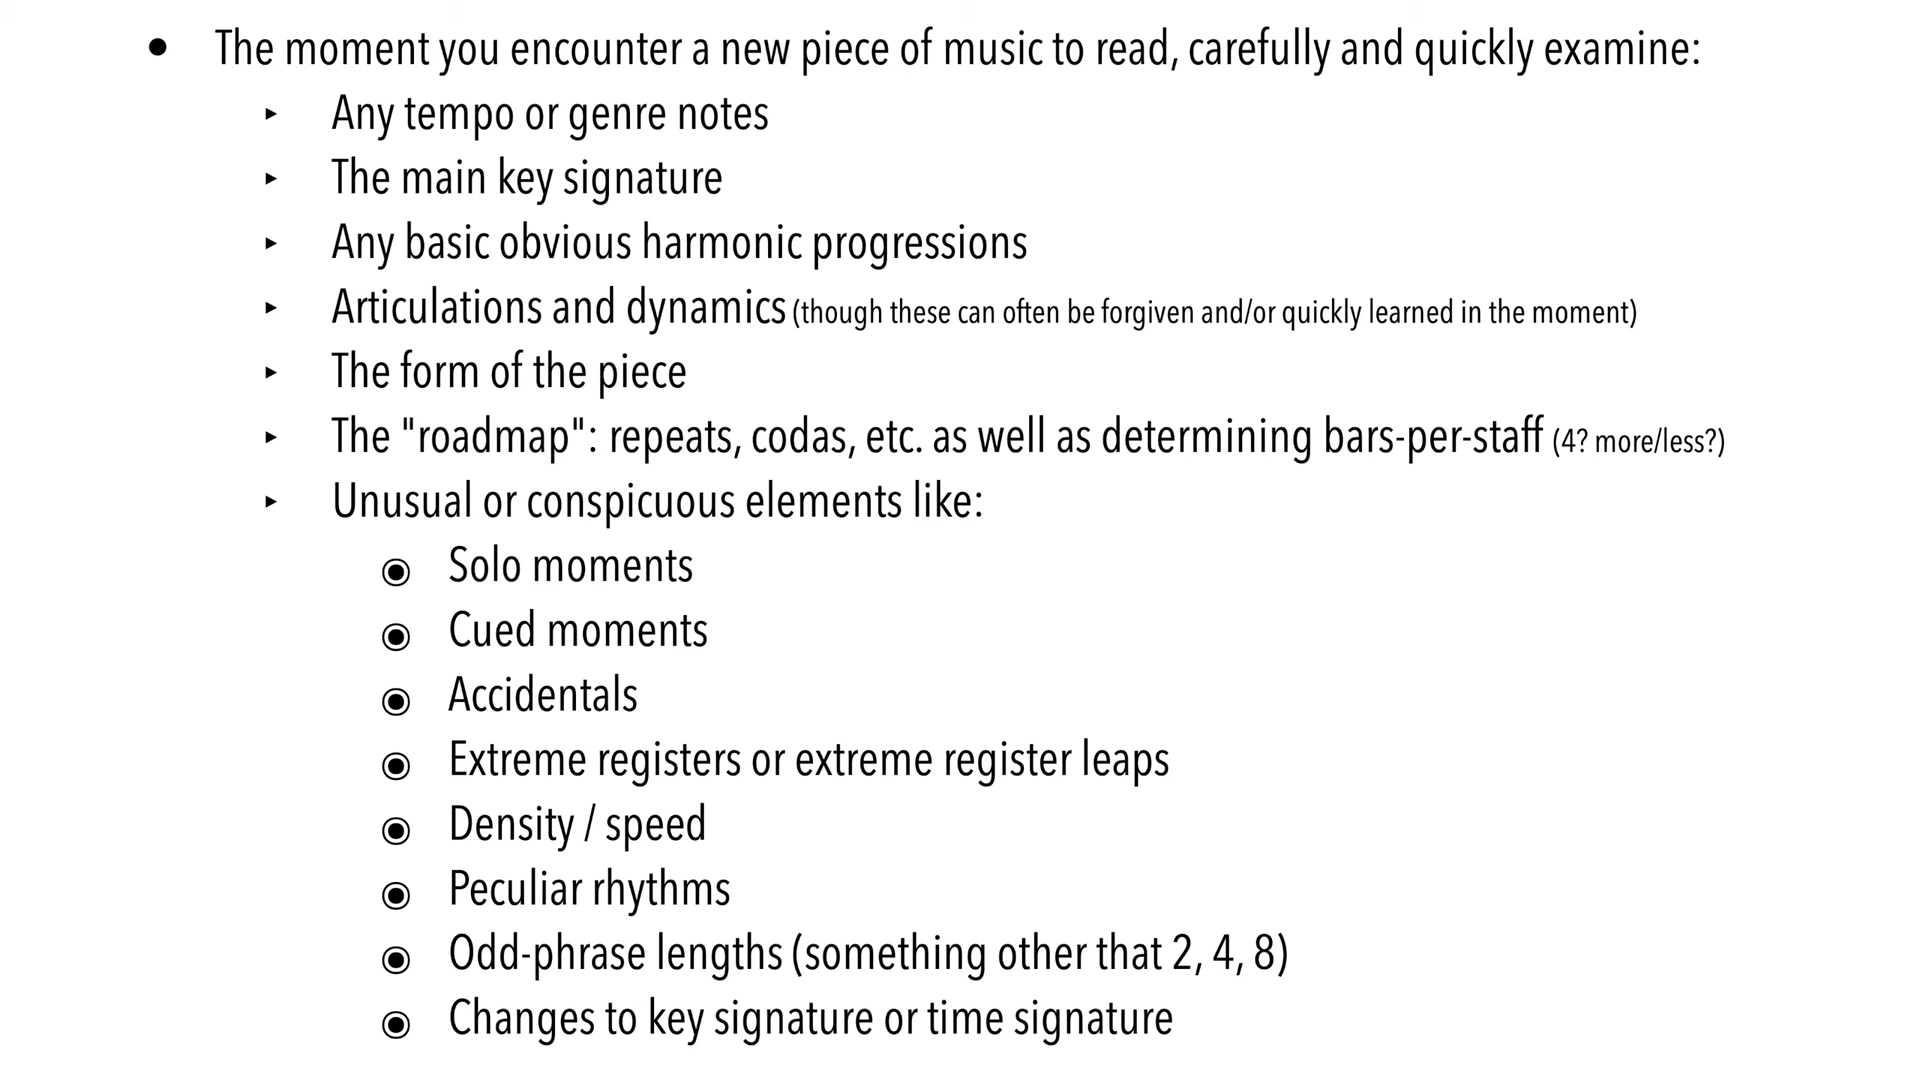 • The moment you encounter a new piece of music to read, carefully and quickly examine:
‣ Any tempo or genre notes
‣ The main key signature
‣ Any basic obvious harmonic progressions
‣ Articulations and dynamics (though these can often be forgiven and/or quickly learned in the moment)
‣ The form of the piece
‣ The "roadmap": repeats, codas, etc. as well as determining bars-per-staff (4? more/less?)
‣ Unusual or conspicuous elements like:
◉ Solo moments
◉ Cued moments
◉ Accidentals
◉ Extreme registers or extreme register leaps
◉ Density / speed
◉ Peculiar rhythms
◉ Odd-phrase lengths (something other that 2, 4, 8)
◉ Changes to key signature or time signature